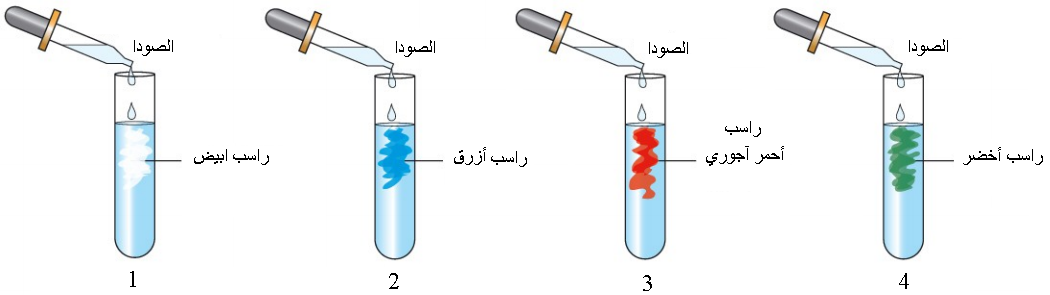 الصودا
راسب ابيض
1
الصودا
راسب أزرق
2
الصودا
راسب
أحمر آجوري
3
الصودا
راسب أخضر
4